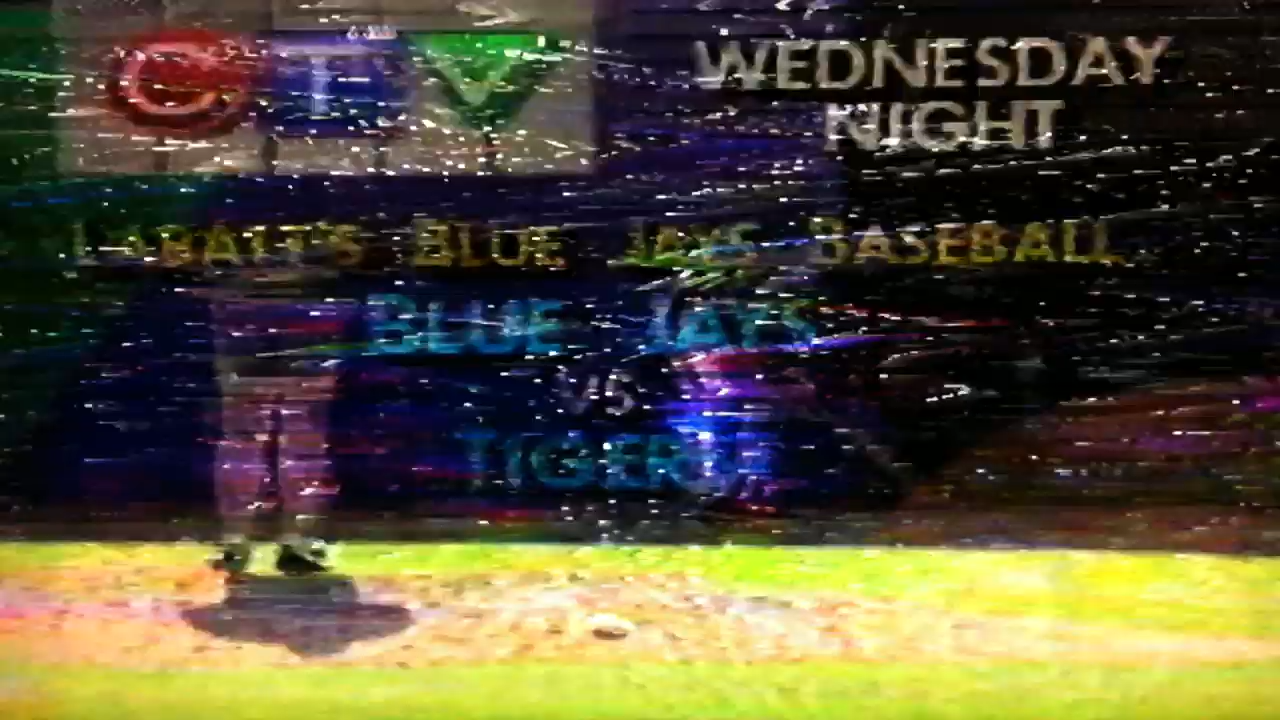 CTV
WEDNESDAY
NIGHT
LABATT'S BLUE JAYS BASEBALL
BLUE JAYS
VS
TIGERS